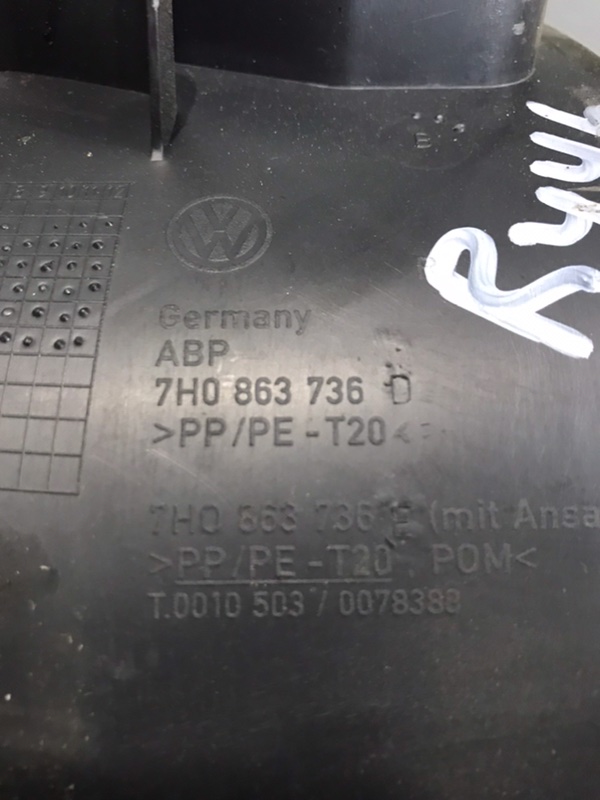 E
R44L
Germany
ABP
7H0 863 736 D
>PP/PE-T20<
7H0 863 736 (mit Ansa
>PP/PE-T20 POM<
T.0010 503 / 0078388